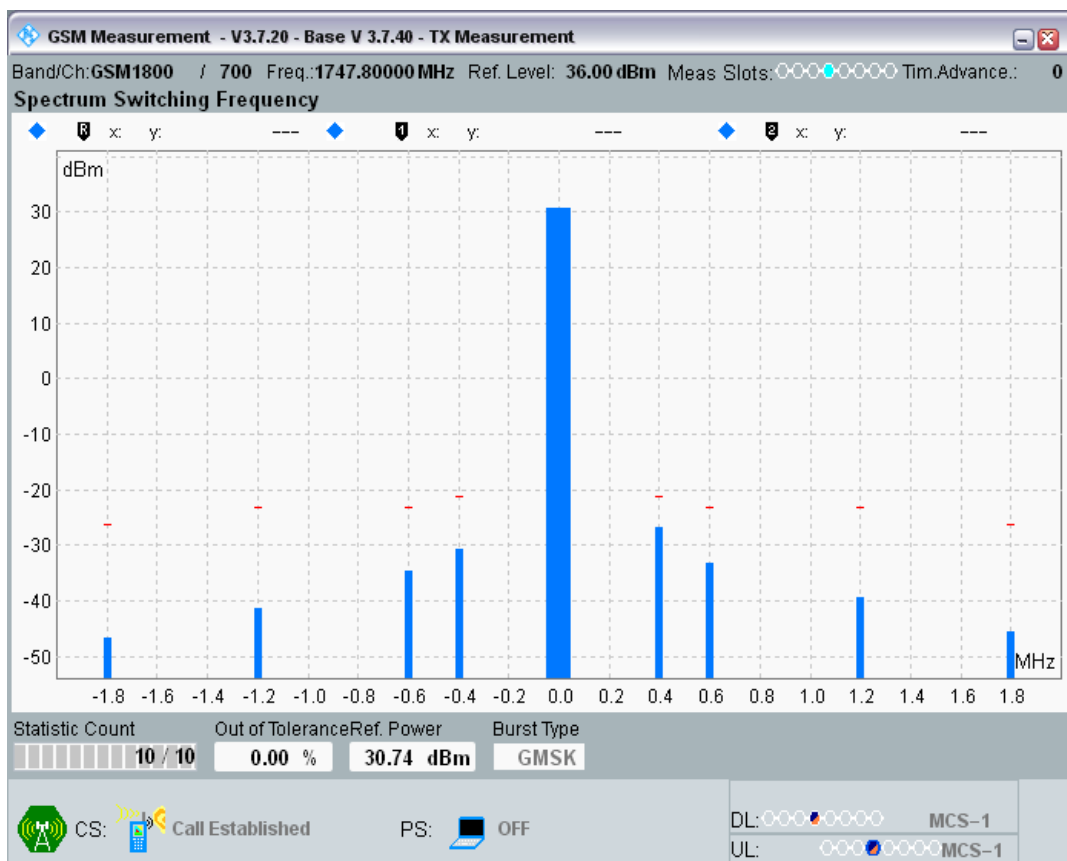 GSM Measurement - V3.7.20 - Base V 3.7.40 - TX Measurement
Band/Ch:GSM1800 / 700 Freq.:1747.80000 MHz Ref. Level: 36.00 dBm Meas Slots: Tim.Advance.: 0
Spectrum Switching Frequency
R x: y: --- 1 x: y: --- 2 x: y: ---
dBm
30
20
10
0
-10
-20
-30
-40
-50
MHz
-1.8 -1.6 -1.4 -1.2 -1.0 -0.8 -0.6 -0.4 -0.2 0.0 0.2 0.4 0.6 0.8 1.0 1.2 1.4 1.6 1.8
Statistic Count Out of Tolerance Ref. Power Burst Type
10 / 10 0.00 % 30.74 dBm GMSK
CS: Call Established PS: OFF
DL: MCS-1
UL: MCS-1